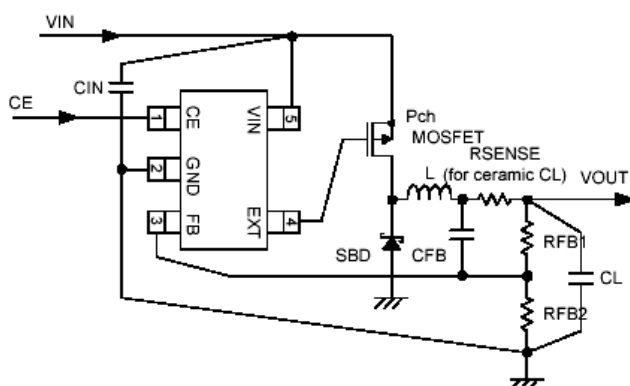 VIN
CIN
CE
1
CE
VIN
5
2
GND
3
FB
EXT
4
Pch
MOSFET
RSENSE
L (for ceramic CL)
VOUT
SBD
CFB
RFB1
CL
RFB2